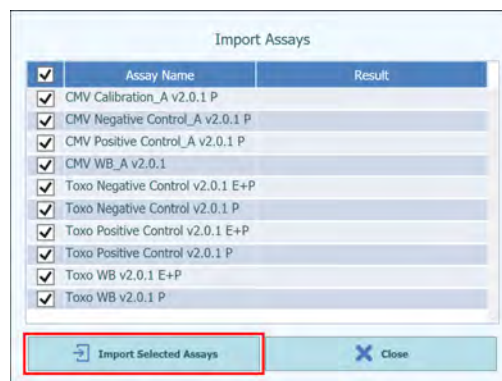 Import Assays
Assay Name Result
CMV Calibration_A v2.0.1 P
CMV Negative Control_A v2.0.1 P
CMV Positive Control_A v2.0.1 P
CMV WB_A v2.0.1
Toxo Negative Control v2.0.1 E+P
Toxo Negative Control v2.0.1 P
Toxo Positive Control v2.0.1 E+P
Toxo Positive Control v2.0.1 P
Toxo WB v2.0.1 E+P
Toxo WB v2.0.1 P
Import Selected Assays Close